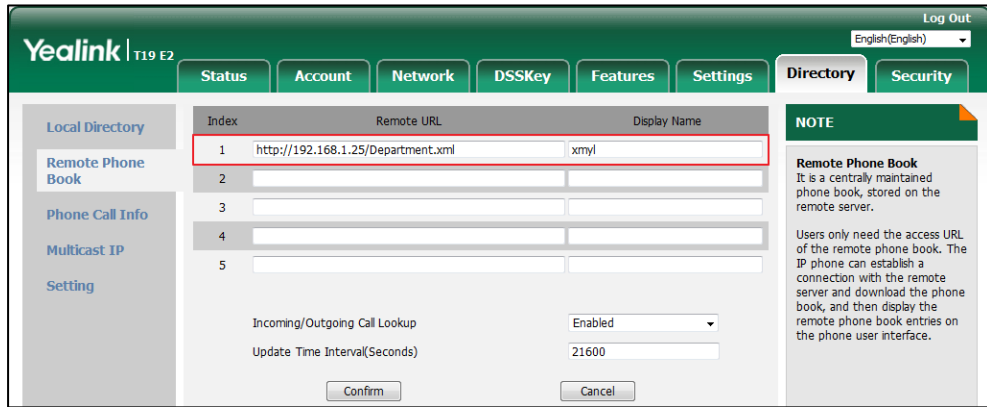 Log Out
Yealink T19 E2
English(English)
Status Account Network DSSKey Features Settings Directory Security
Local Directory
Remote Phone
Book
Phone Call Info
Multicast IP
Setting
Index Remote URL Display Name
1 http://192.168.1.25/Department.xml xmyl
2
3
4
5
Incoming/Outgoing Call Lookup Enabled
Update Time Interval(Seconds) 21600
Confirm Cancel
NOTE
Remote Phone Book
It is a centrally maintained
phone book, stored on the
remote server.
Users only need the access URL
of the remote phone book. The
IP phone can establish a
connection with the remote
server and download the phone
book, and then display the
remote phone book entries on
the phone user interface.